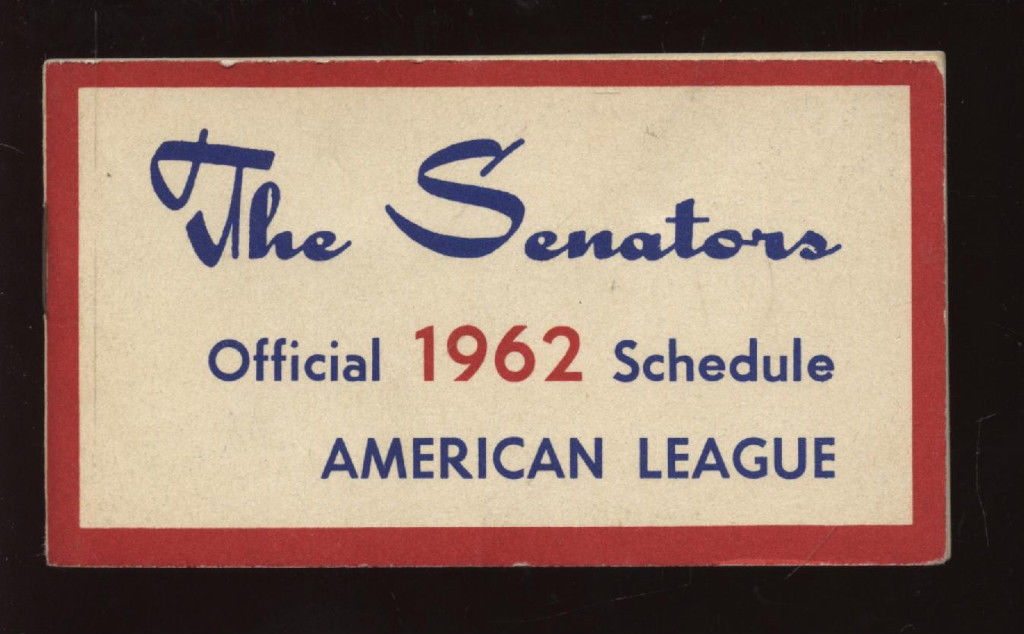 The Senators
Official 1962 Schedule
AMERICAN LEAGUE